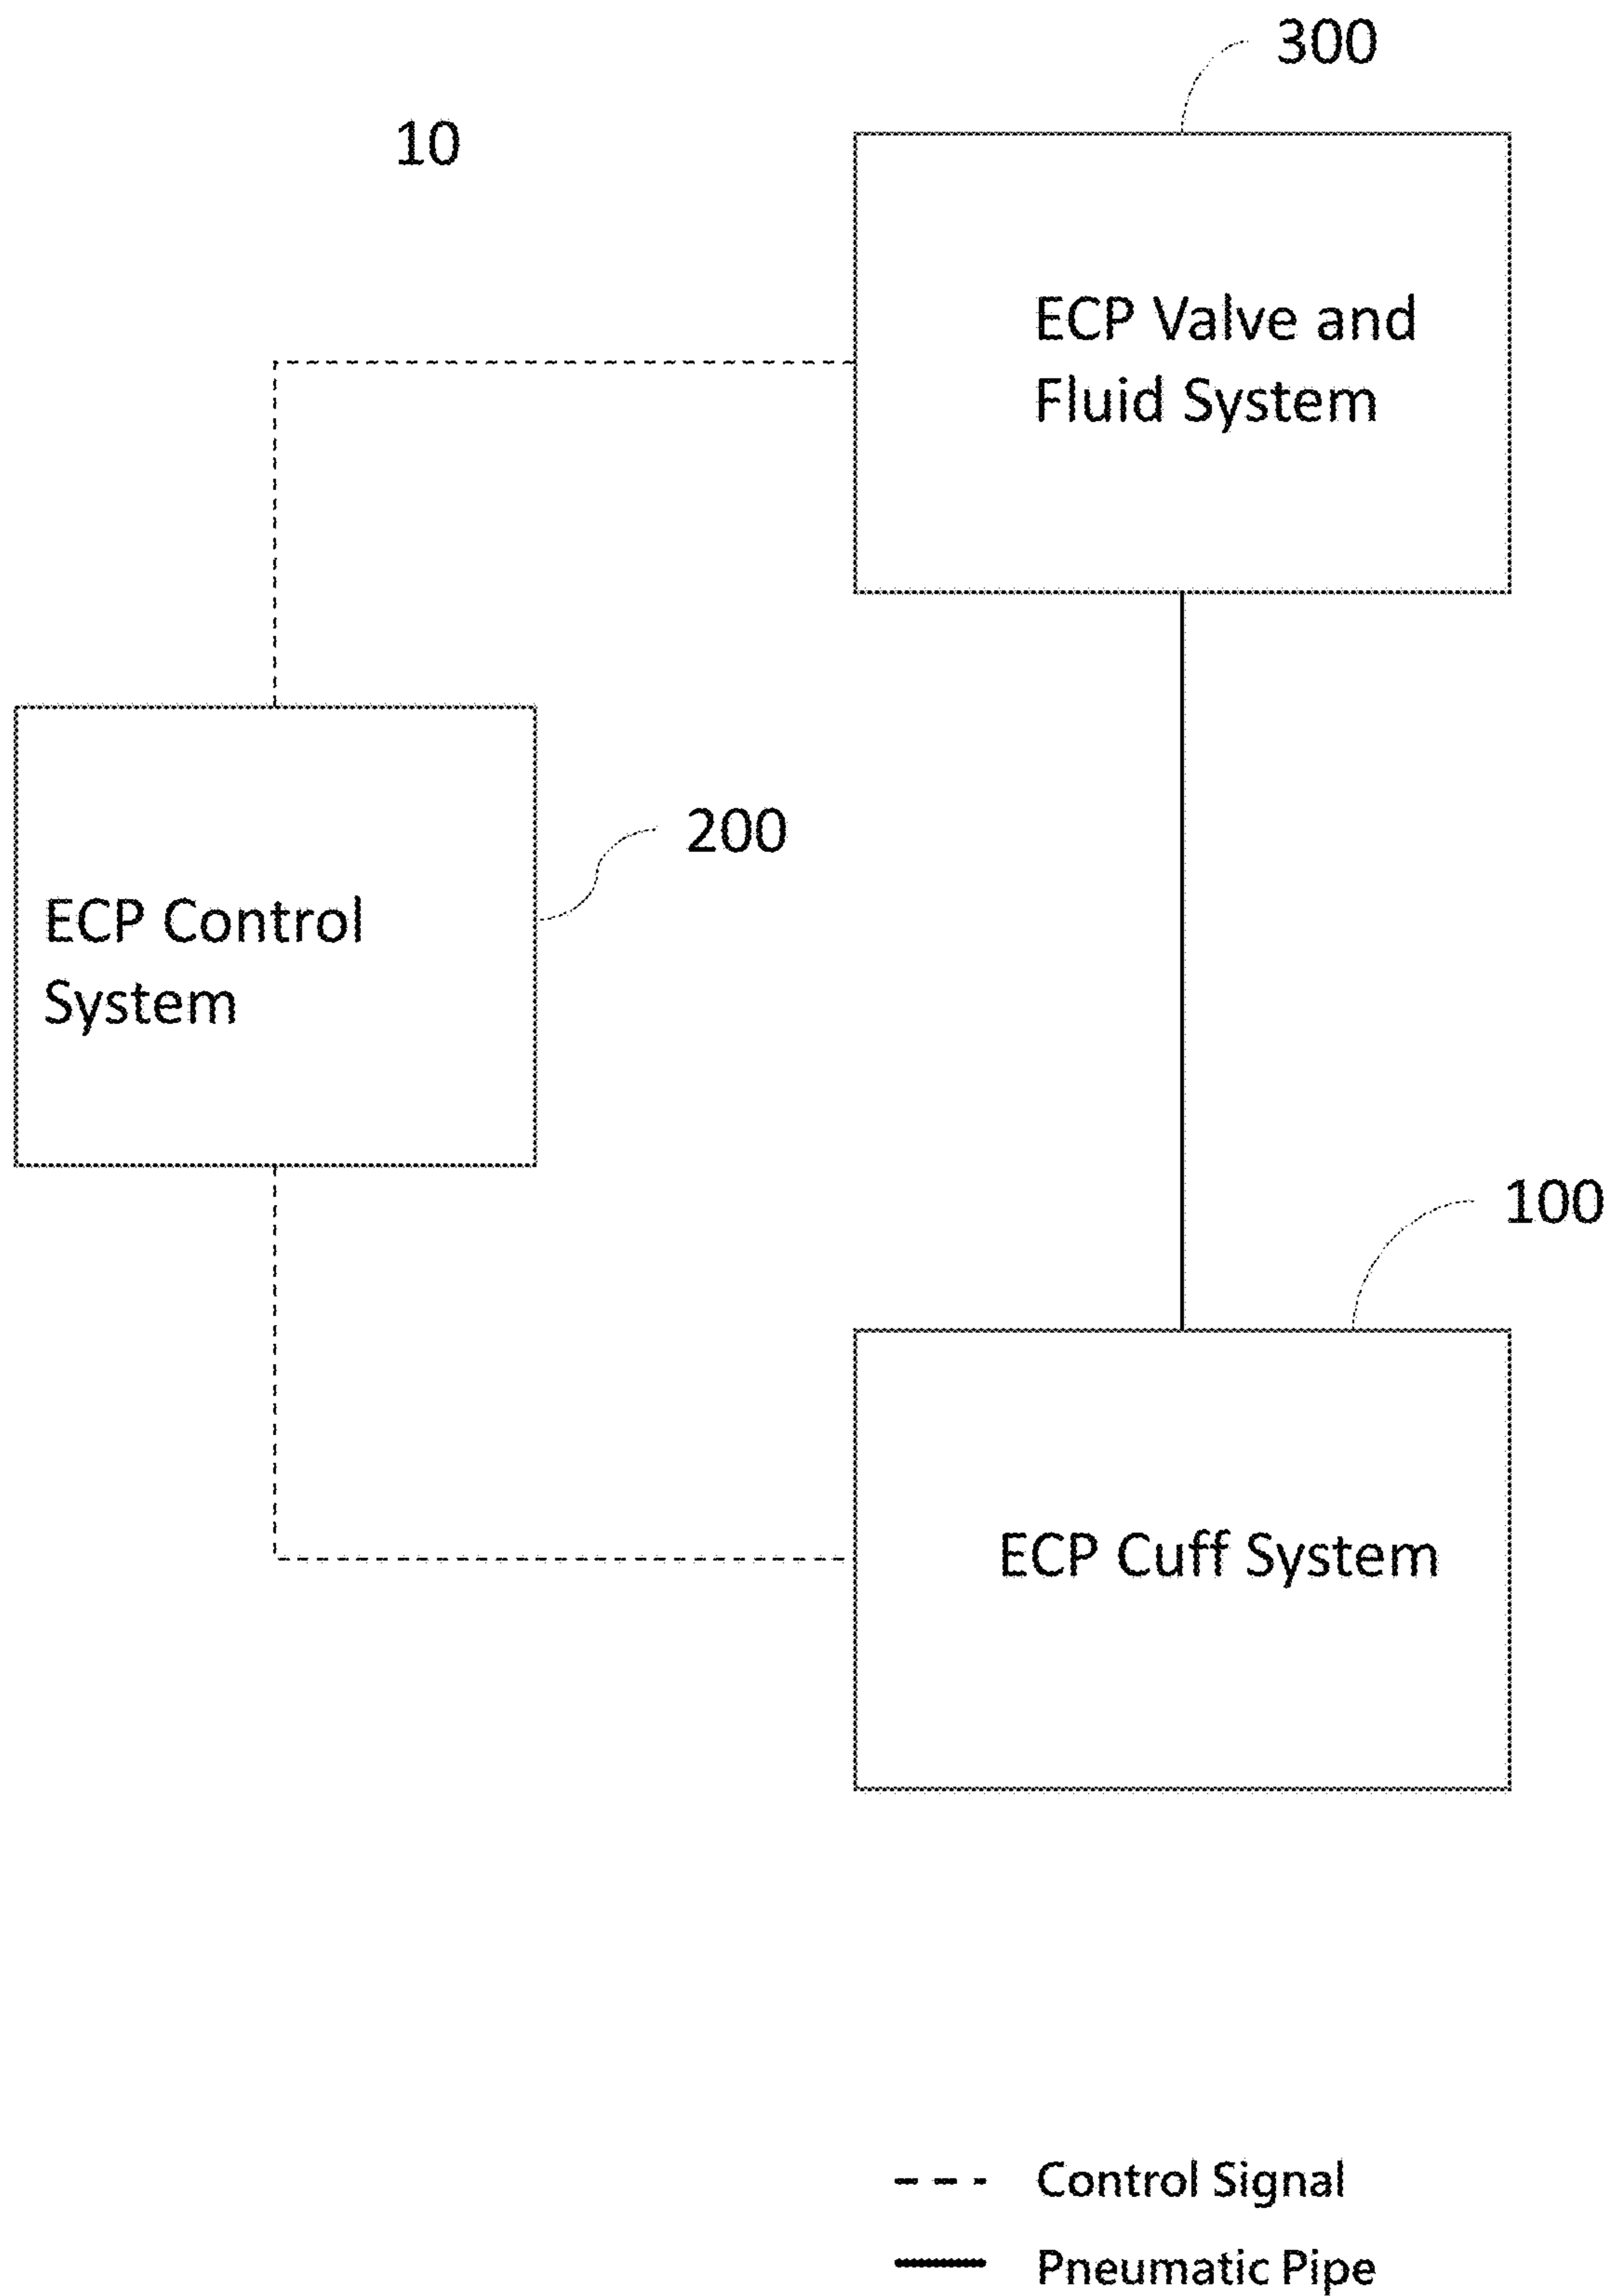 300
10
ECP Valve and
Fluid System
200
ECP Control
System
100
ECP Cuff System
Control Signal
Pneumatic Pipe